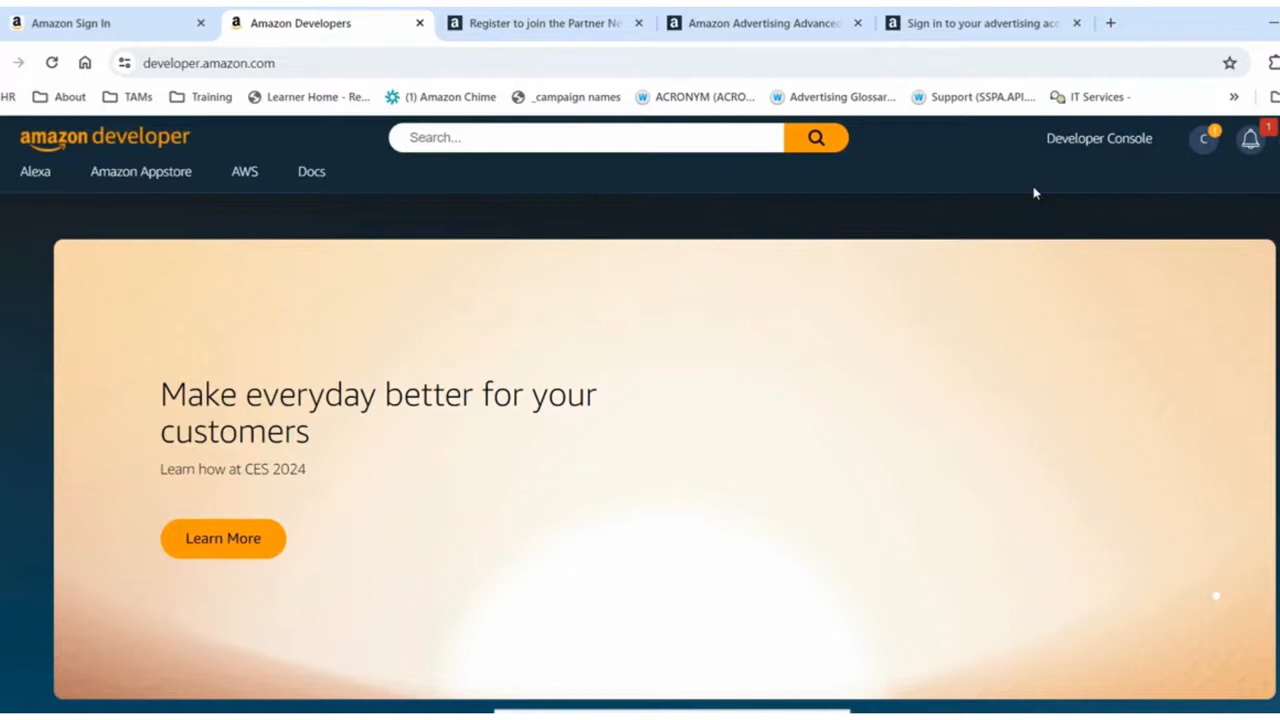 Amazon Sign In
Amazon Developers
Register to join the Partner Ne
Amazon Advertising Advanced
Sign in to your advertising acc
developer.amazon.com
HR
About
TAMs
Training
Learner Home - Re...
(1) Amazon Chime
_campaign names
ACRONYM (ACRO...
Advertising Glossar...
Support (SSPA.API....
IT Services -
amazon developer
Search...
Developer Console
C
!
1
Alexa
Amazon Appstore
AWS
Docs
Make everyday better for your
customers
Learn how at CES 2024
Learn More